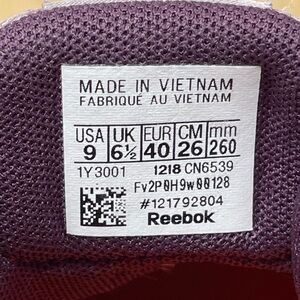 MADE IN VIETNAM
FABRIQUÉ AU VIETNAM
USA UK EUR CM mm
9 6½ 40 26 260
1Y3001 1218 CN6539
Fv2P0H9w00128
#121792804
Reebok